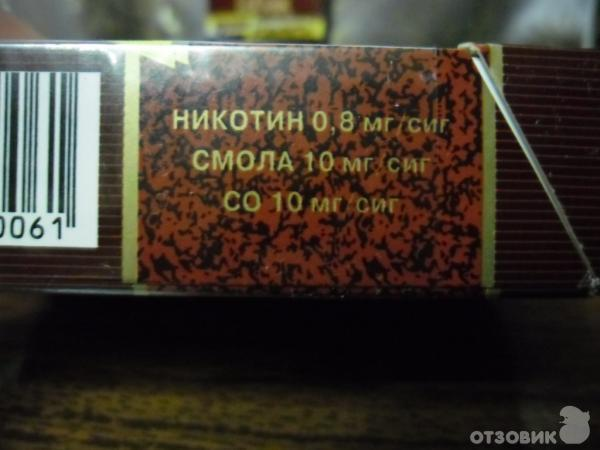 НИКОТИН 0,8 мг/сиг
СМОЛА 10 мг/сиг
СО 10 мг/сиг
0061
ОТЗОВИК